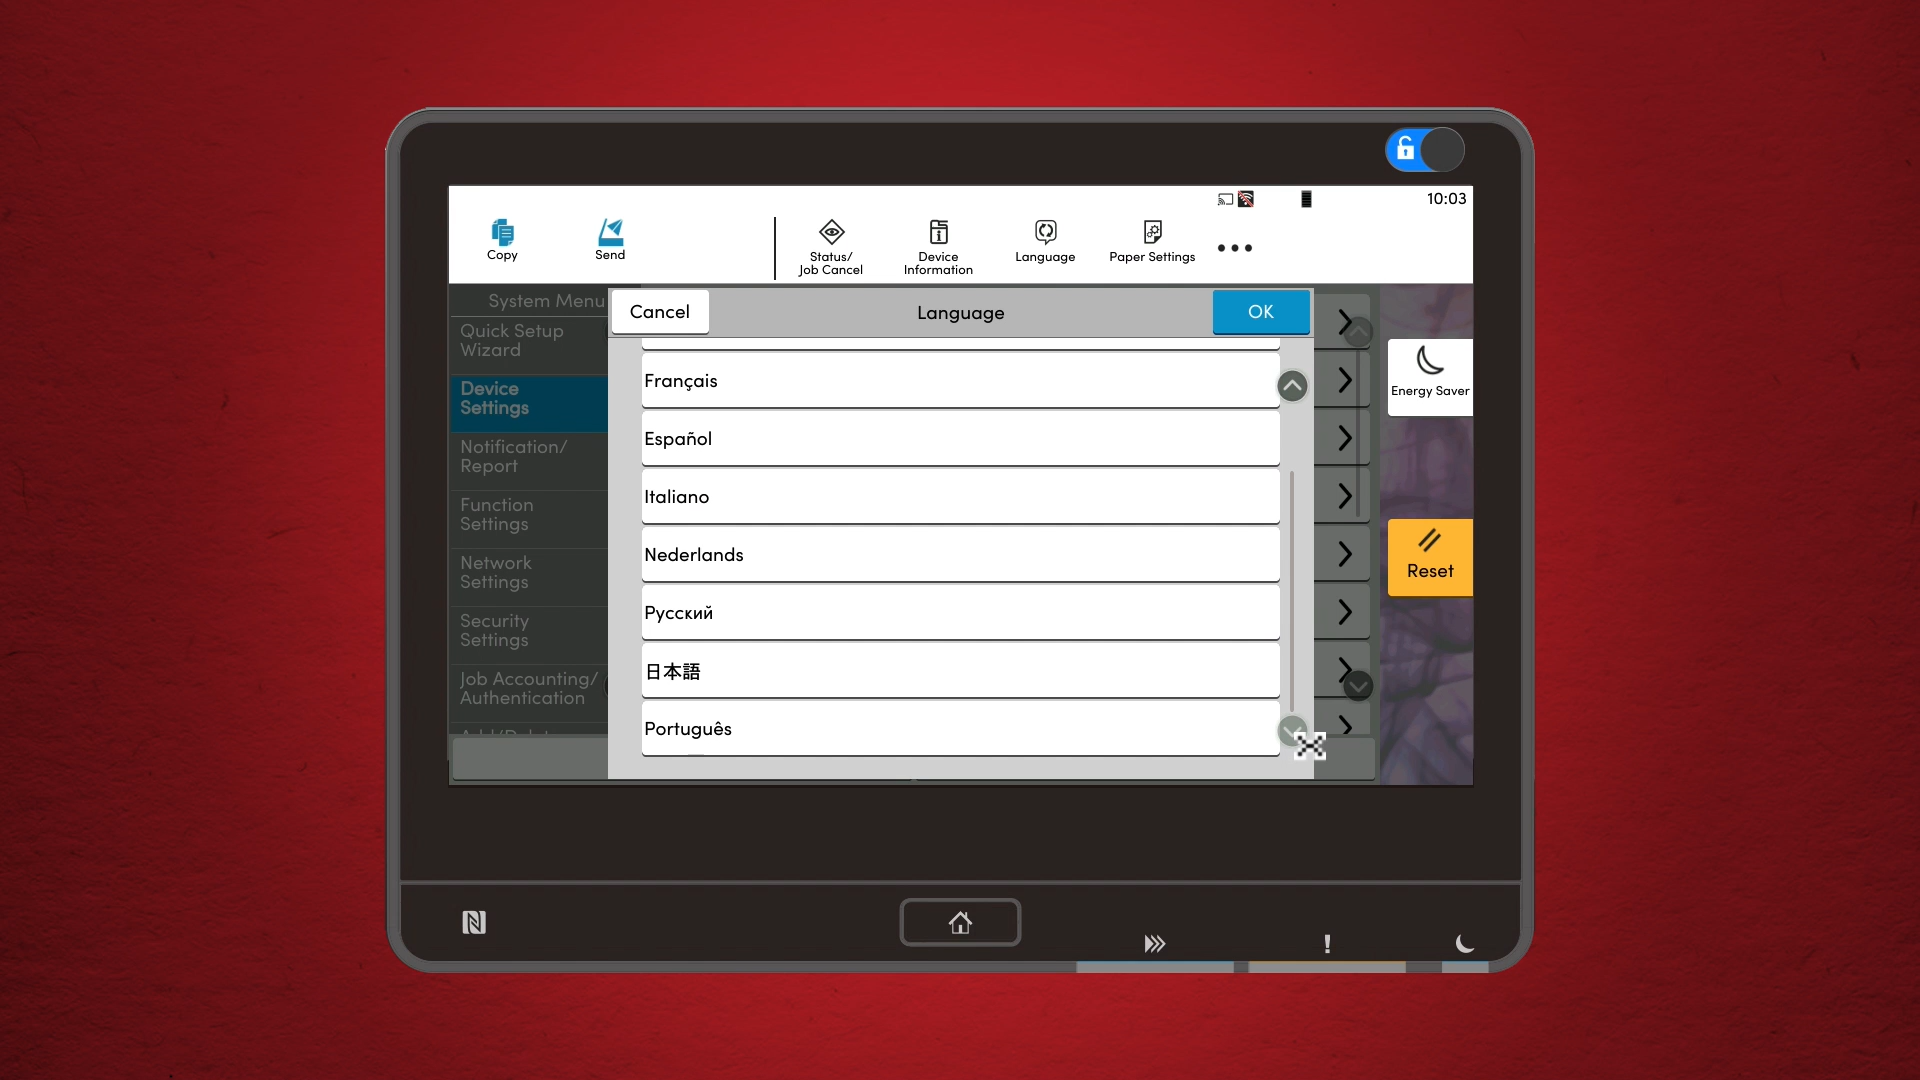 10:03
Copy
Send
Status/
Job Cancel
Device
Information
Language
Paper Settings
System Menu
Cancel
Language
OK
Quick Setup
Wizard
Device
Settings
Notification/
Report
Function
Settings
Network
Settings
Security
Settings
Job Accounting/
Authentication
Français
Español
Italiano
Nederlands
Русский
日本語
Português
Energy Saver
Reset